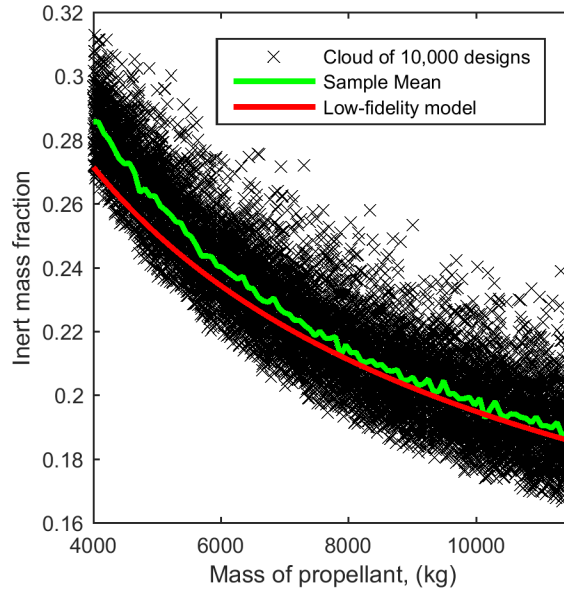 0.32
0.3
0.28
0.26
0.24
0.22
0.2
0.18
0.16
Inert mass fraction
Cloud of 10,000 designs
Sample Mean
Low-fidelity model
4000 6000 8000 10000
Mass of propellant, (kg)